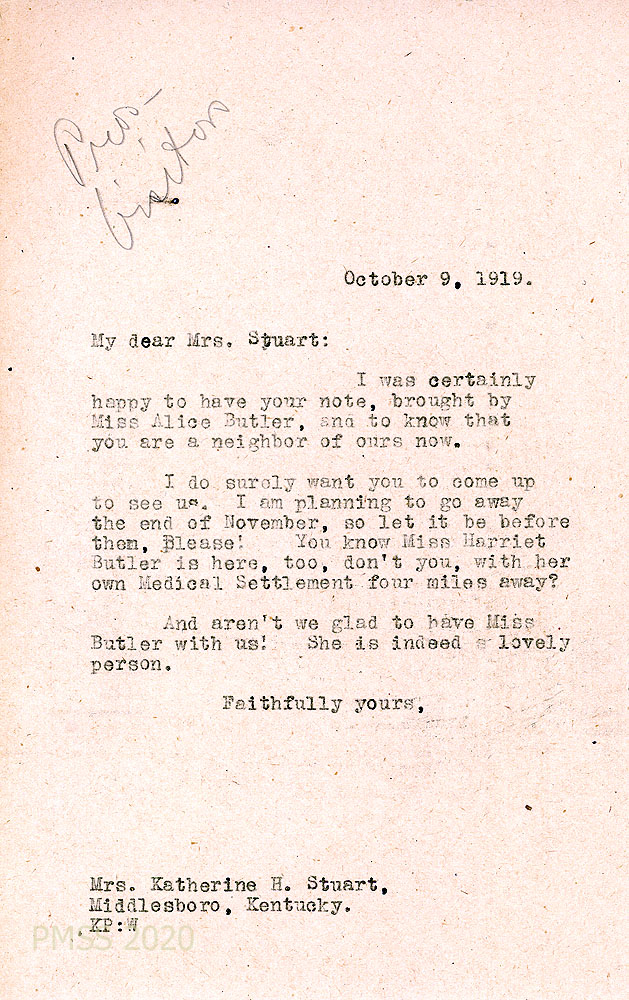 Pros-
Visitor
October 9, 1919.
My dear Mrs. Stuart:
I was certainly
happy to have your note, brought by
Miss Alice Butler, and to know that
you are a neighbor of ours now.
I do surely want you to come up
to see us. I am planning to go away
the end of November, so let it be before
then, Please! You know Miss Harriet
Butler is here, too, don't you, with her
own Medical Settlement four miles away?
And aren't we glad to have Miss
Butler with us! She is indeed a lovely
person.
Faithfully yours,
Mrs. Katherine H. Stuart,
Middlesboro, Kentucky.
KP:W
PMSS 2020